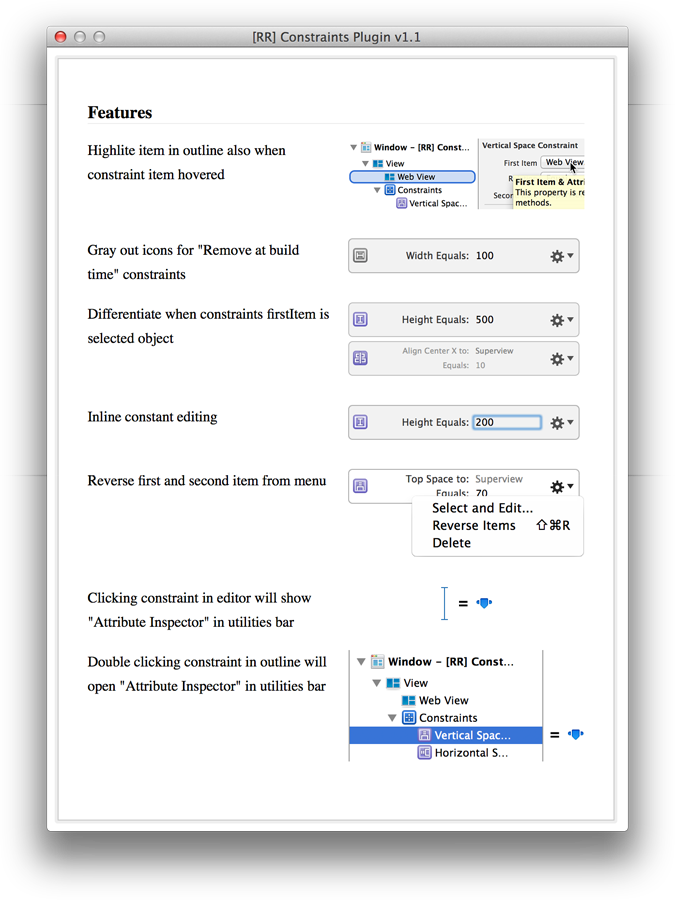 [RR] Constraints Plugin v1.1
Features
Highlite item in outline also when
constraint item hovered
Window – [RR] Const...
View
Web View
Constraints
Vertical Spac...
Vertical Space Constraint
First Item
Web View
First Item & Attri
This property is re
methods.
Gray out icons for "Remove at build
time" constraints
Width Equals: 100
Differentiate when constraints firstItem is
selected object
Height Equals: 500
Align Center X to: Superview
Equals: 10
Inline constant editing
Height Equals: 200
Reverse first and second item from menu
Top Space to: Superview
Equals: 70
Select and Edit...
Reverse Items ⇧⌘R
Delete
Clicking constraint in editor will show
"Attribute Inspector" in utilities bar
=
Double clicking constraint in outline will
open "Attribute Inspector" in utilities bar
Window – [RR] Const...
View
Web View
Constraints
Vertical Spac...
=
Horizontal S...